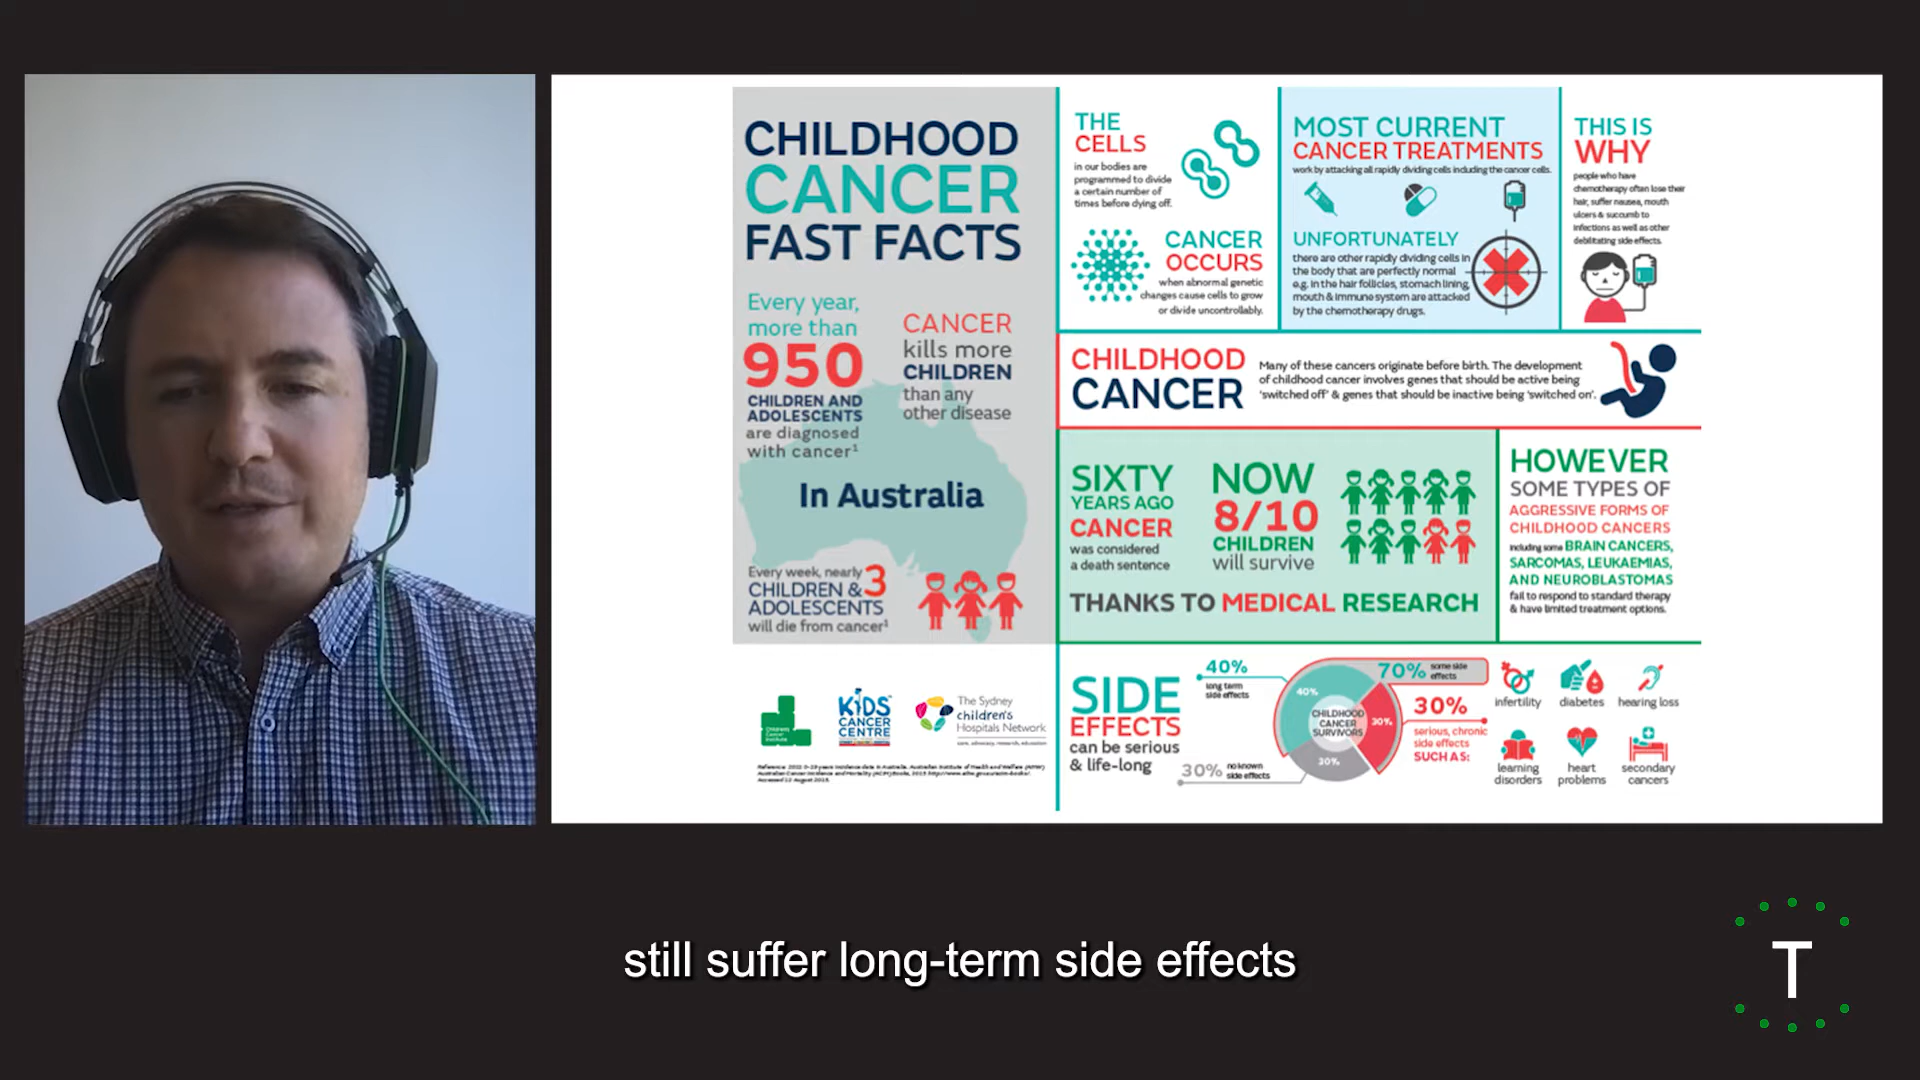 CHILDHOOD
CANCER
FAST FACTS
Every year,
more than
950
CHILDREN AND
ADOLESCENTS
are diagnosed
with cancer¹
CANCER
kills more
CHILDREN
than any
other disease
In Australia
Every week, nearly 3
CHILDREN &
ADOLESCENTS
will die from cancer¹
THE
CELLS
in our bodies are
programmed to divide
a certain number of
times before dying off.
CANCER
OCCURS
when abnormal genetic
changes cause cells to grow
or divide uncontrollably.
MOST CURRENT
CANCER TREATMENTS
work by attacking all rapidly dividing cells including the cancer cells.
UNFORTUNATELY
there are other rapidly dividing cells in
the body that are perfectly normal
e.g. in the hair follicles, stomach lining,
mouth & immune system are attacked
by the chemotherapy drugs.
THIS IS
WHY
people who have
chemotherapy often lose their
hair, suffer nausea, mouth
ulcers & succumb to
infections as well as other
debilitating side effects.
CHILDHOOD
CANCER
Many of these cancers originate before birth. The development
of childhood cancer involves genes that should be active being
'switched off' & genes that should be inactive being 'switched on'.
SIXTY
YEARS AGO
CANCER
was considered
a death sentence
NOW
8/10
CHILDREN
will survive
THANKS TO MEDICAL RESEARCH
HOWEVER
SOME TYPES OF
AGGRESSIVE FORMS OF
CHILDHOOD CANCERS
including some BRAIN CANCERS,
SARCOMAS, LEUKAEMIAS,
AND NEUROBLASTOMAS
fail to respond to standard therapy
& have limited treatment options.
SIDE
EFFECTS
can be serious
& life-long
40%
long term
side effects
30% no known
side effects
40%
30%
30%
CHILDHOOD
CANCER
SURVIVORS
70% some side
effects
30%
serious, chronic
side effects
SUCH AS:
infertility
diabetes
hearing loss
learning
disorders
heart
problems
secondary
cancers
Children's
Cancer
Institute
KiDS
CANCER
CENTRE
The Sydney
children's
Hospitals Network
care, advocacy, research, education
still suffer long-term side effects
T